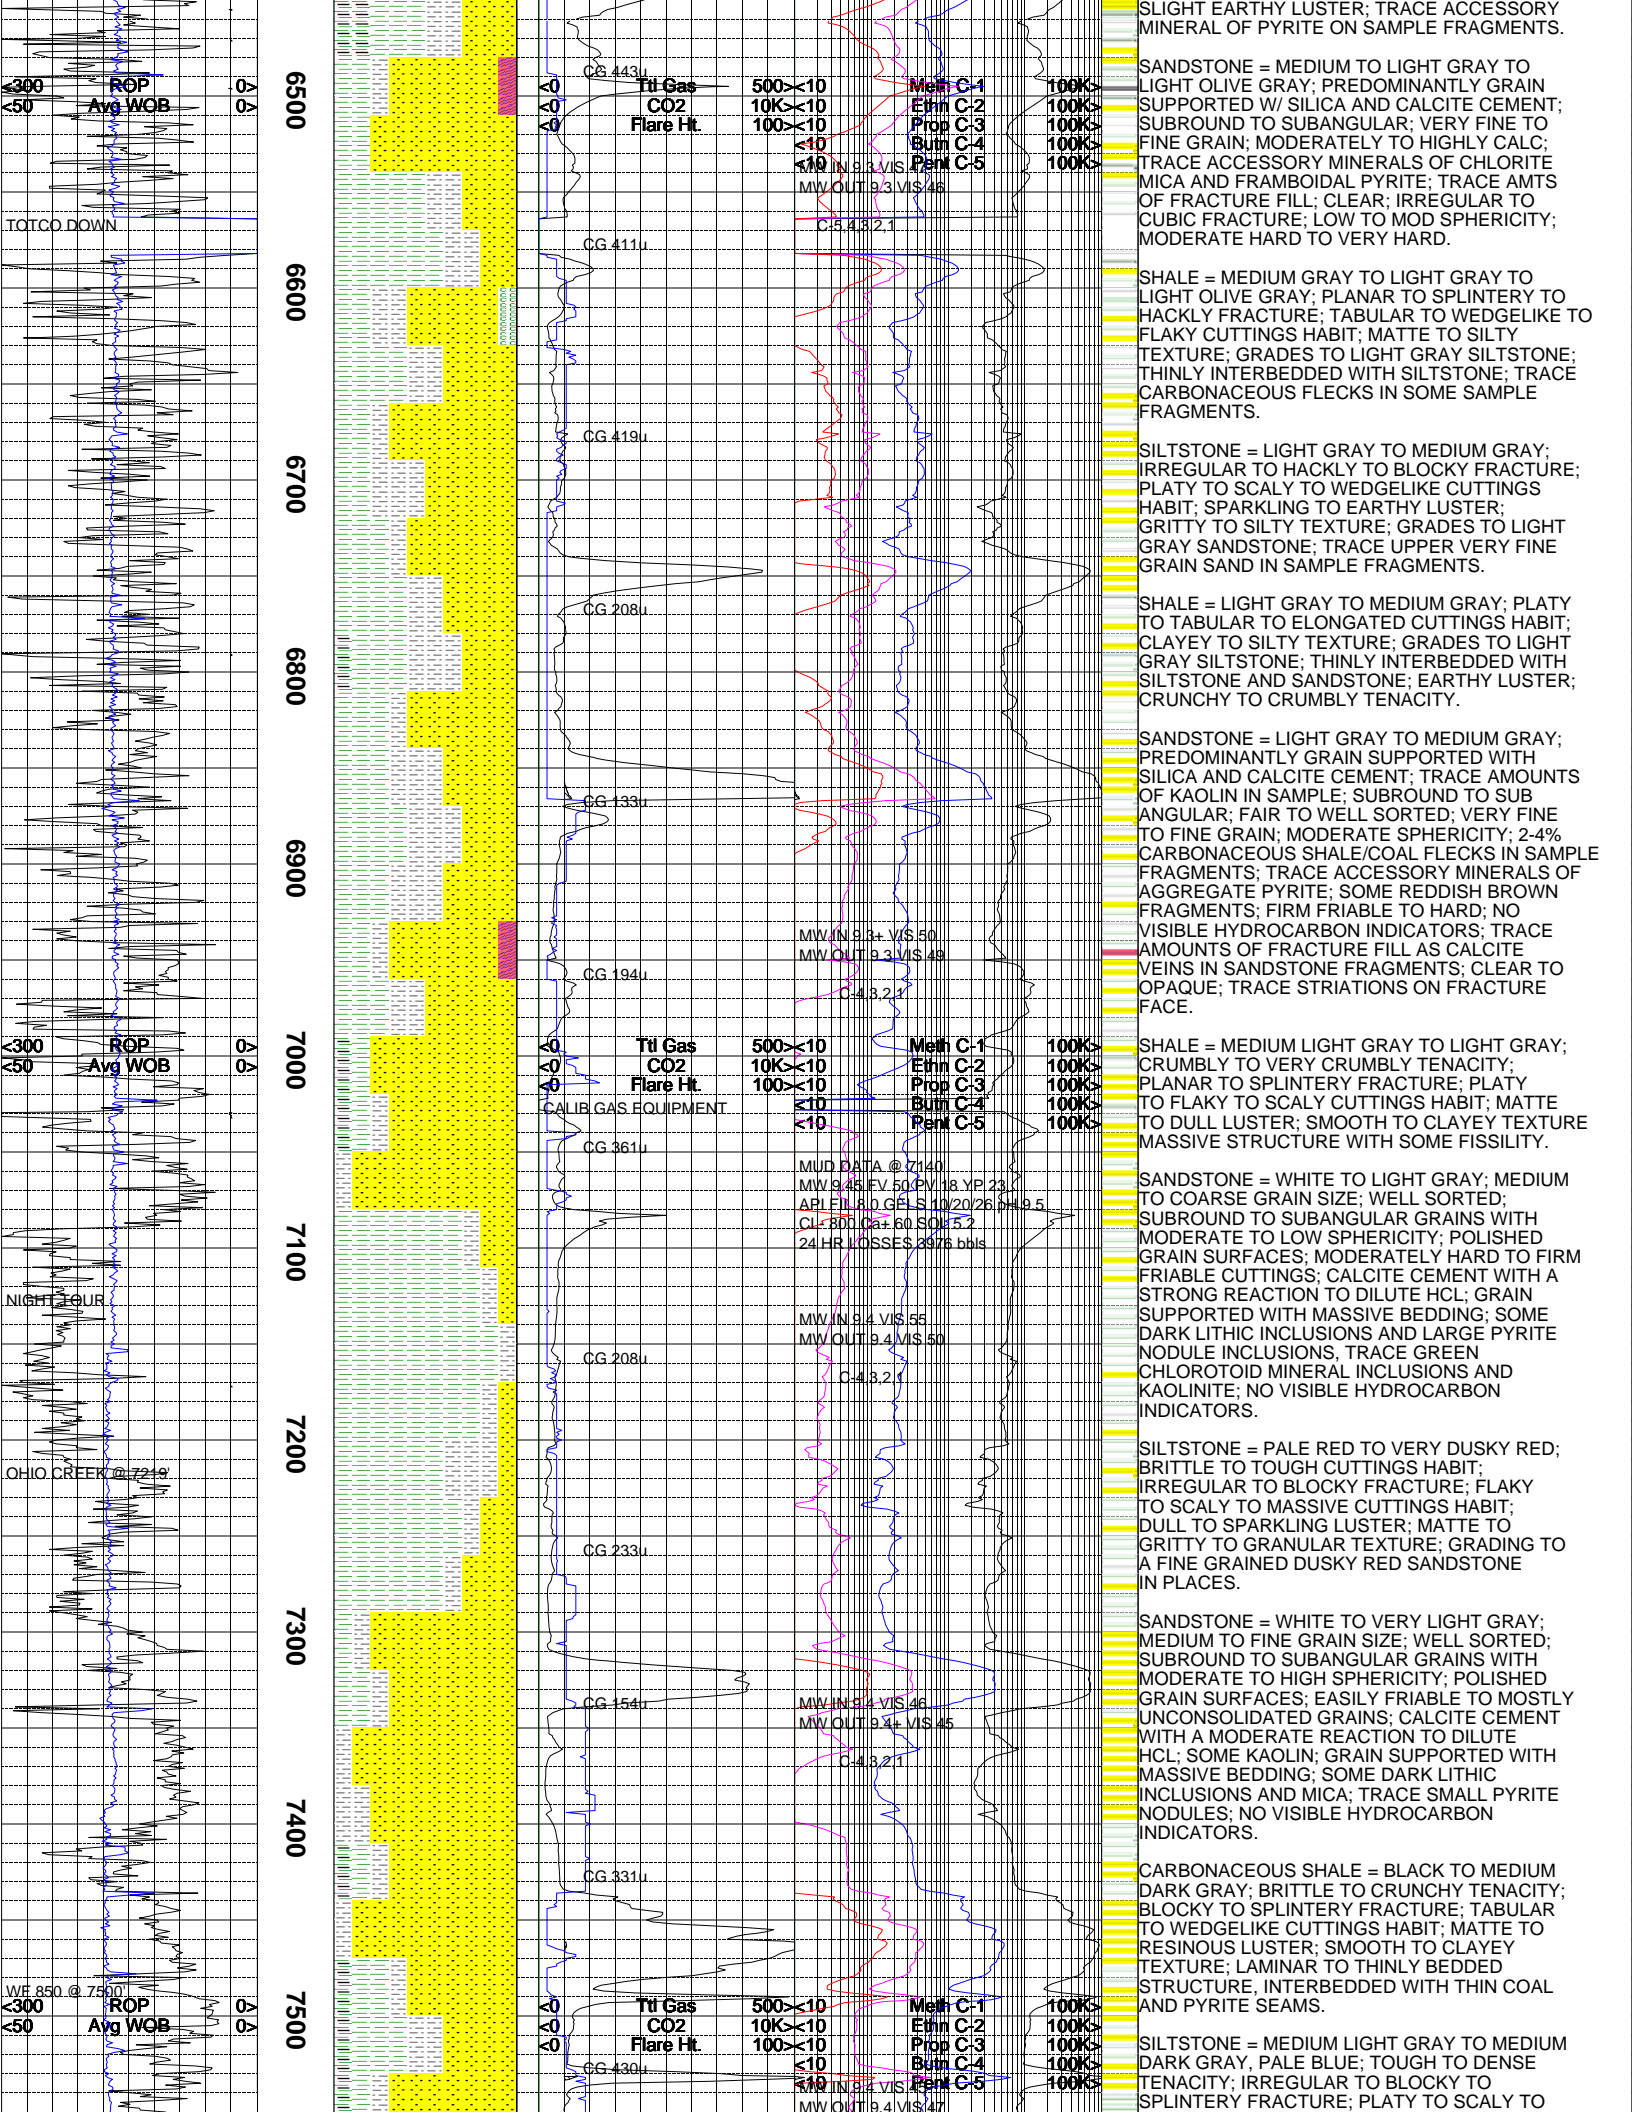 SLIGHT EARTHY LUSTER; TRACE ACCESSORY
MINERAL OF PYRITE ON SAMPLE FRAGMENTS.
SANDSTONE = MEDIUM TO LIGHT GRAY TO
LIGHT OLIVE GRAY; PREDOMINANTLY GRAIN
SUPPORTED W/ SILICA AND CALCITE CEMENT;
SUBROUND TO SUBANGULAR; VERY FINE TO
FINE GRAIN; MODERATELY TO HIGHLY CALC;
TRACE ACCESSORY MINERALS OF CHLORITE
MICA AND FRAMBOIDAL PYRITE; TRACE AMTS
OF FRACTURE FILL; CLEAR; IRREGULAR TO
CUBIC FRACTURE; LOW TO MOD SPHERICITY;
MODERATE HARD TO VERY HARD.
SHALE = MEDIUM GRAY TO LIGHT GRAY TO
LIGHT OLIVE GRAY; PLANAR TO SPLINTERY TO
HACKLY FRACTURE; TABULAR TO WEDGELIKE TO
FLAKY CUTTINGS HABIT; MATTE TO SILTY
TEXTURE; GRADES TO LIGHT GRAY SILTSTONE;
THINLY INTERBEDDED WITH SILTSTONE; TRACE
CARBONACEOUS FLECKS IN SOME SAMPLE
FRAGMENTS.
SILTSTONE = LIGHT GRAY TO MEDIUM GRAY;
IRREGULAR TO HACKLY TO BLOCKY FRACTURE;
PLATY TO SCALY TO WEDGELIKE CUTTINGS
HABIT; SPARKLING TO EARTHY LUSTER;
GRITTY TO SILTY TEXTURE; GRADES TO LIGHT
GRAY SANDSTONE; TRACE UPPER VERY FINE
GRAIN SAND IN SAMPLE FRAGMENTS.
SHALE = LIGHT GRAY TO MEDIUM GRAY; PLATY
TO TABULAR TO ELONGATED CUTTINGS HABIT;
CLAYEY TO SILTY TEXTURE; GRADES TO LIGHT
GRAY SILTSTONE; THINLY INTERBEDDED WITH
SILTSTONE AND SANDSTONE; EARTHY LUSTER;
CRUNCHY TO CRUMBLY TENACITY.
SANDSTONE = LIGHT GRAY TO MEDIUM GRAY;
PREDOMINANTLY GRAIN SUPPORTED WITH
SILICA AND CALCITE CEMENT; TRACE AMOUNTS
OF KAOLIN IN SAMPLE; SUBROUND TO SUB
ANGULAR; FAIR TO WELL SORTED; VERY FINE
TO FINE GRAIN; MODERATE SPHERICITY; 2-4%
CARBONACEOUS SHALE/COAL FLECKS IN SAMPLE
FRAGMENTS; TRACE ACCESSORY MINERALS OF
AGGREGATE PYRITE; SOME REDDISH BROWN
FRAGMENTS; FIRM FRIABLE TO HARD; NO
VISIBLE HYDROCARBON INDICATORS; TRACE
AMOUNTS OF FRACTURE FILL AS CALCITE
VEINS IN SANDSTONE FRAGMENTS; CLEAR TO
OPAQUE; TRACE STRIATIONS ON FRACTURE
FACE.
SHALE = MEDIUM LIGHT GRAY TO LIGHT GRAY;
CRUMBLY TO VERY CRUMBLY TENACITY;
PLANAR TO SPLINTERY FRACTURE; PLATY
TO FLAKY TO SCALY CUTTINGS HABIT; MATTE
TO DULL LUSTER; SMOOTH TO CLAYEY TEXTURE
MASSIVE STRUCTURE WITH SOME FISSILITY.
SANDSTONE = WHITE TO LIGHT GRAY; MEDIUM
TO COARSE GRAIN SIZE; WELL SORTED;
SUBROUND TO SUBANGULAR GRAINS WITH
MODERATE TO LOW SPHERICITY; POLISHED
GRAIN SURFACES; MODERATELY HARD TO FIRM
FRIABLE CUTTINGS; CALCITE CEMENT WITH A
STRONG REACTION TO DILUTE HCL; GRAIN
SUPPORTED WITH MASSIVE BEDDING; SOME
DARK LITHIC INCLUSIONS AND LARGE PYRITE
NODULE INCLUSIONS, TRACE GREEN
CHLOROTOID MINERAL INCLUSIONS AND
KAOLINITE; NO VISIBLE HYDROCARBON
INDICATORS.
SILTSTONE = PALE RED TO VERY DUSKY RED;
BRITTLE TO TOUGH CUTTINGS HABIT;
IRREGULAR TO BLOCKY FRACTURE; FLAKY
TO SCALY TO MASSIVE CUTTINGS HABIT;
DULL TO SPARKLING LUSTER; MATTE TO
GRITTY TO GRANULAR TEXTURE; GRADING TO
A FINE GRAINED DUSKY RED SANDSTONE
IN PLACES.
SANDSTONE = WHITE TO VERY LIGHT GRAY;
MEDIUM TO FINE GRAIN SIZE; WELL SORTED;
SUBROUND TO SUBANGULAR GRAINS WITH
MODERATE TO HIGH SPHERICITY; POLISHED
GRAIN SURFACES; EASILY FRIABLE TO MOSTLY
UNCONSOLIDATED GRAINS; CALCITE CEMENT
WITH A MODERATE REACTION TO DILUTE
HCL; SOME KAOLIN; GRAIN SUPPORTED WITH
MASSIVE BEDDING; SOME DARK LITHIC
INCLUSIONS AND MICA; TRACE SMALL PYRITE
NODULES; NO VISIBLE HYDROCARBON
INDICATORS.
CARBONACEOUS SHALE = BLACK TO MEDIUM
DARK GRAY; BRITTLE TO CRUNCHY TENACITY;
BLOCKY TO SPLINTERY FRACTURE; TABULAR
TO WEDGELIKE CUTTINGS HABIT; MATTE TO
RESINOUS LUSTER; SMOOTH TO CLAYEY
TEXTURE; LAMINAR TO THINLY BEDDED
STRUCTURE, INTERBEDDED WITH THIN COAL
AND PYRITE SEAMS.
SILTSTONE = MEDIUM LIGHT GRAY TO MEDIUM
DARK GRAY, PALE BLUE; TOUGH TO DENSE
TENACITY; IRREGULAR TO BLOCKY TO
SPLINTERY FRACTURE; PLATY TO SCALY TO
<300 ROP 0>
<50 Avg WOB 0>
TOTCO DOWN
<300 ROP 0>
<50 Avg WOB 0>
NIGHT TOUR
OHIO CREEK @ 7219'
WF 850 @ 7500'
<300 ROP 0>
<50 Avg WOB 0>
6500
6600
6700
6800
6900
7000
7100
7200
7300
7400
7500
CG 443u
<0 Ttl Gas 500>
<0 CO2 10K>
<0 Flare Ht. 100>
CG 411u
CG 419u
CG 208u
CG 133u
CG 194u
<0 Ttl Gas 500>
<0 CO2 10K>
<0 Flare Ht. 100>
CALIB GAS EQUIPMENT
CG 361u
CG 208u
CG 233u
CG 154u
CG 331u
<0 Ttl Gas 500>
<0 CO2 10K>
<0 Flare Ht. 100>
CG 430u
<10 Meth C-1 100K>
<10 Ethn C-2 100K>
<10 Prop C-3 100K>
<10 Butn C-4 100K>
<10 Pent C-5 100K>
MW IN 9.3 VIS
MW OUT 9.3 VIS 46
C-5,4,3,2,1
MW IN 9.3+ VIS 50
MW OUT 9.3 VIS 49
C-4,3,2,1
<10 Meth C-1 100K>
<10 Ethn C-2 100K>
<10 Prop C-3 100K>
<10 Butn C-4 100K>
<10 Pent C-5 100K>
MUD DATA @ 7140
MW 9.45 FV 50 PV 18 YP 23
API FIL 8.0 GELS 10/20/26 pH 9.5
CL- 800 Ca+ 60 SOL 5.2
24 HR LOSSES 3976 bbls
MW IN 9.4 VIS 55
MW OUT 9.4 VIS 50
C-4,3,2,1
MW IN 9.4 VIS 46
MW OUT 9.4+ VIS 45
C-4,3,2,1
<10 Meth C-1 100K>
<10 Ethn C-2 100K>
<10 Prop C-3 100K>
<10 Butn C-4 100K>
<10 Pent C-5 100K>
MW IN 9.4 VIS
MW OUT 9.4 VIS 47